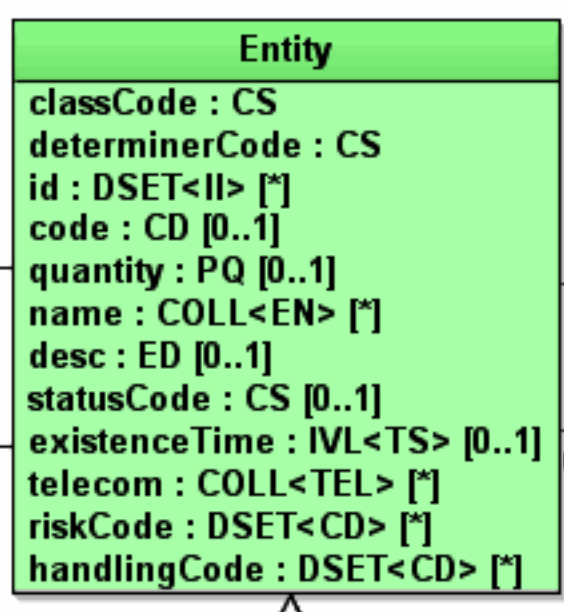 Entity
classCode : CS
determinerCode : CS
id : DSET<II> [*]
code : CD [0..1]
quantity : PQ [0..1]
name : COLL<EN> [*]
desc : ED [0..1]
statusCode : CS [0..1]
existenceTime : IVL<TS> [0..1]
telecom : COLL<TEL> [*]
riskCode : DSET<CD> [*]
handlingCode : DSET<CD> [*]